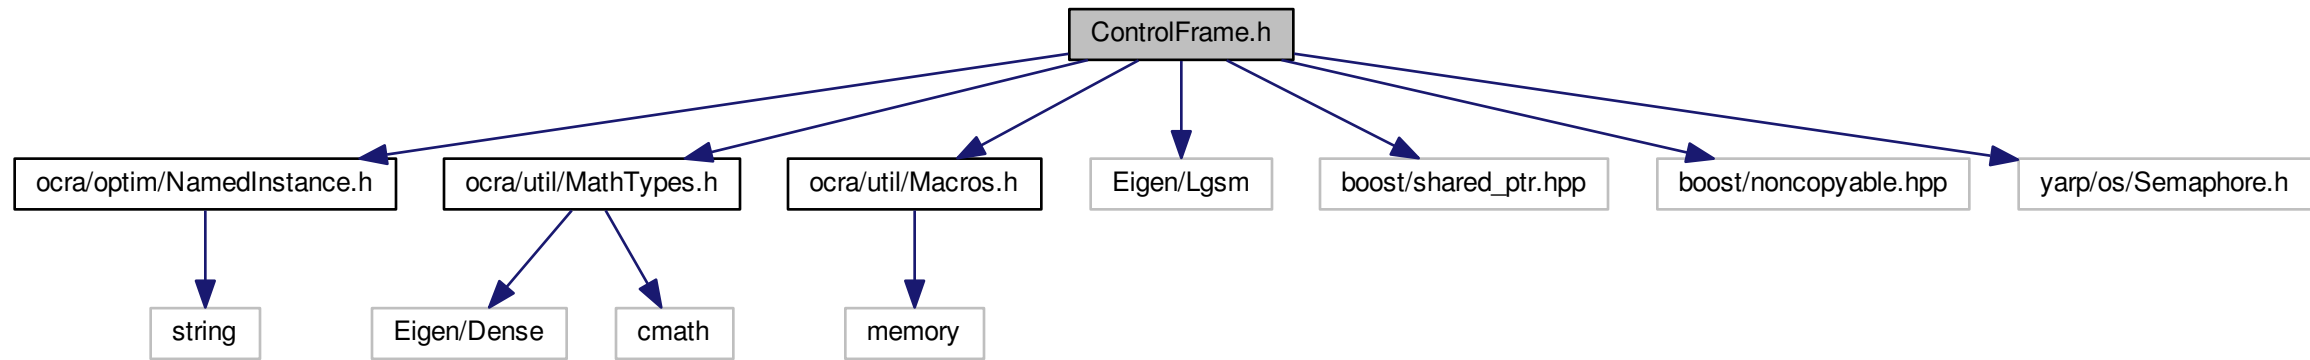 ControlFrame.h
ocra/optim/NamedInstance.h
ocra/util/MathTypes.h
ocra/util/Macros.h
Eigen/Lgsm
boost/shared_ptr.hpp
boost/noncopyable.hpp
yarp/os/Semaphore.h
string
Eigen/Dense
cmath
memory